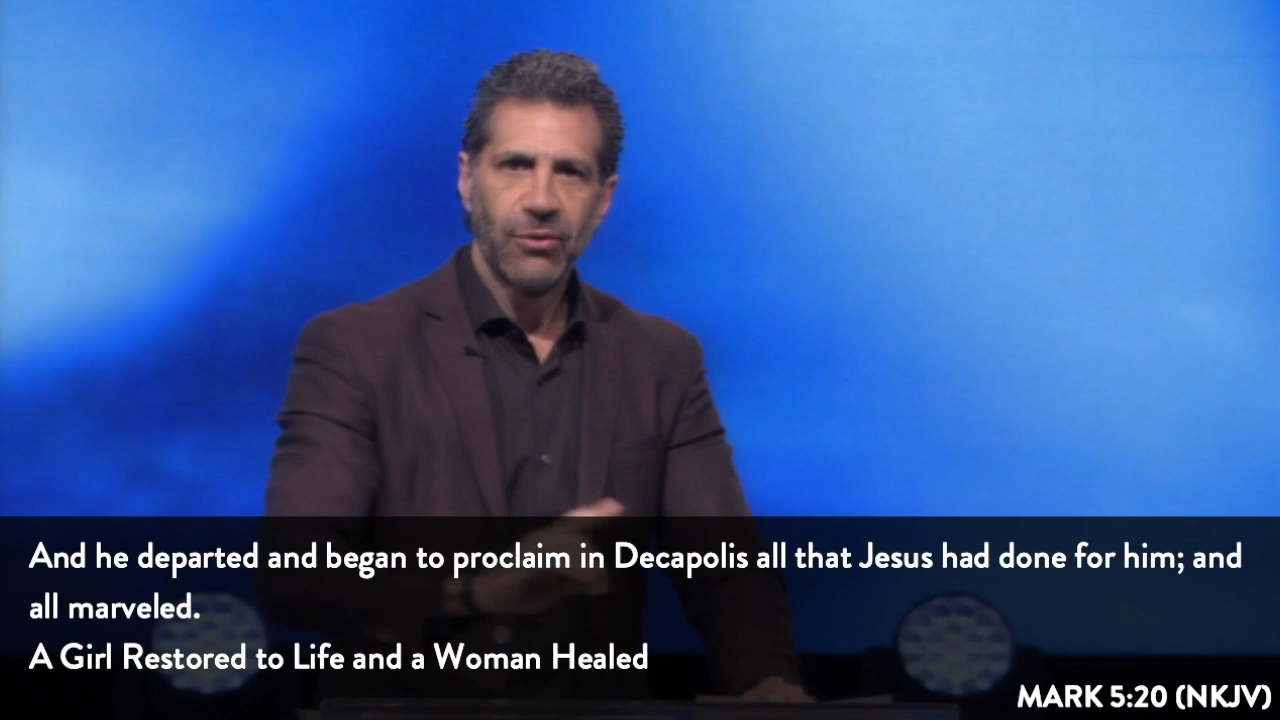 And he departed and began to proclaim in Decapolis all that Jesus had done for him; and
all marveled.
A Girl Restored to Life and a Woman Healed
MARK 5:20 (NKJV)